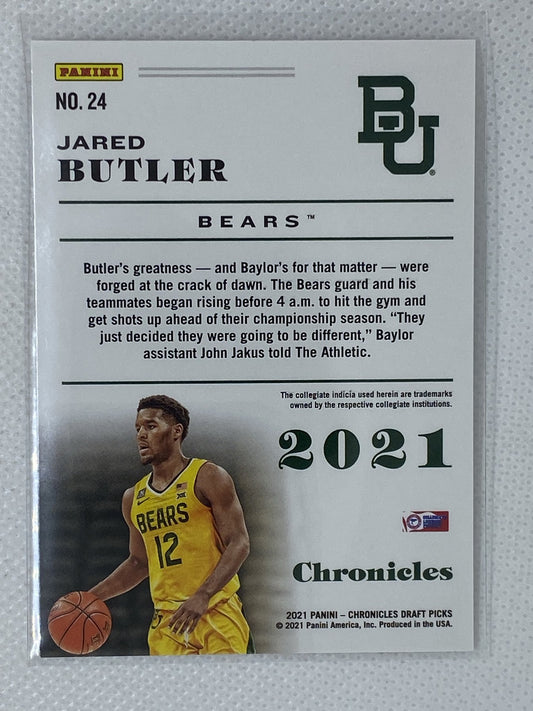 PANINI
NO. 24
BU®
JARED
BUTLER
BEARS™
Butler's greatness — and Baylor's for that matter — were
forged at the crack of dawn. The Bears guard and his
teammates began rising before 4 a.m. to hit the gym and
get shots up ahead of their championship season. “They
just decided they were going to be different,” Baylor
assistant John Jakus told The Athletic.
The collegiate indicia used herein are trademarks
owned by the respective collegiate institutions.
2021
BEARS
12
Chronicles
2021 PANINI – CHRONICLES DRAFT PICKS
© 2021 Panini America, Inc. Produced in the USA.